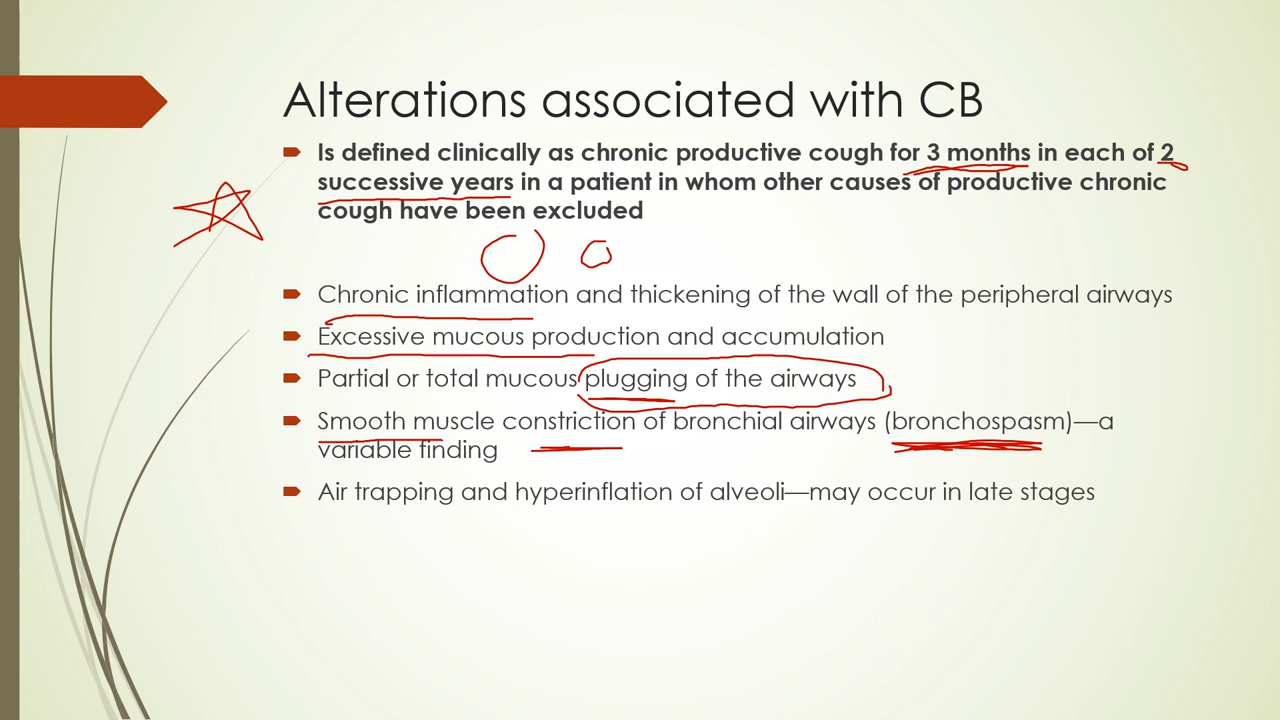 Alterations associated with CB
Is defined clinically as chronic productive cough for 3 months in each of 2
successive years in a patient in whom other causes of productive chronic
cough have been excluded
Chronic inflammation and thickening of the wall of the peripheral airways
Excessive mucous production and accumulation
Partial or total mucous plugging of the airways
Smooth muscle constriction of bronchial airways (bronchospasm)—a
variable finding
Air trapping and hyperinflation of alveoli—may occur in late stages